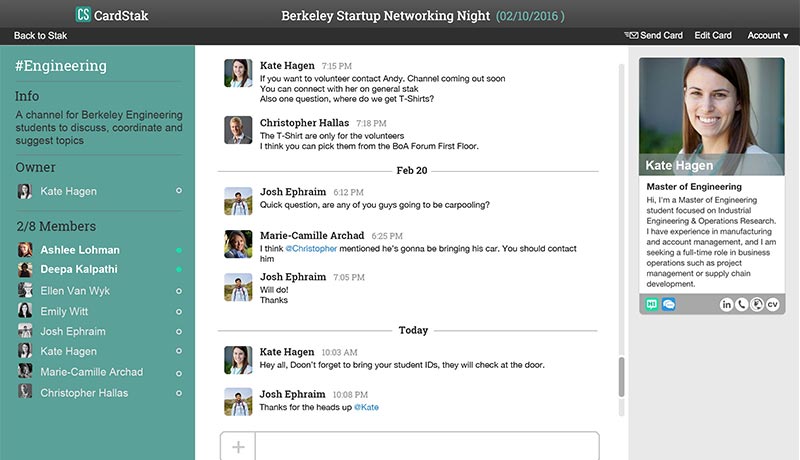 CS CardStak
Berkeley Startup Networking Night (02/10/2016 )
Back to Stak
Send Card Edit Card Account ▾
#Engineering
Info
A channel for Berkeley Engineering
students to discuss, coordinate and
suggest topics
Owner
Kate Hagen
2/8 Members
Ashlee Lohman
Deepa Kalpathi
Ellen Van Wyk
Emily Witt
Josh Ephraim
Kate Hagen
Marie-Camille Archad
Christopher Hallas
Kate Hagen 7:15 PM
If you want to volunteer contact Andy. Channel coming out soon
You can connect with her on general stak
Also one question, where do we get T-Shirts?
Christopher Hallas 7:18 PM
The T-Shirt are only for the volunteers
I think you can pick them from the BoA Forum First Floor.
Feb 20
Josh Ephraim 6:12 PM
Quick question, are any of you guys going to be carpooling?
Marie-Camille Archad 6:25 PM
I think @Christopher mentioned he's gonna be bringing his car. You should contact
him
Josh Ephraim 7:05 PM
Will do!
Thanks
Today
Kate Hagen 10:03 AM
Hey all, Doon't forget to bring your student IDs, they will check at the door.
Josh Ephraim 10:08 PM
Thanks for the heads up @Kate
+
Kate Hagen
Master of Engineering
Hi, I'm a Master of Engineering
student focused on Industrial
Engineering & Operations Research.
I have experience in manufacturing
and account management, and I am
seeking a full-time role in business
operations such as project
management or supply chain
development.
HI in CV